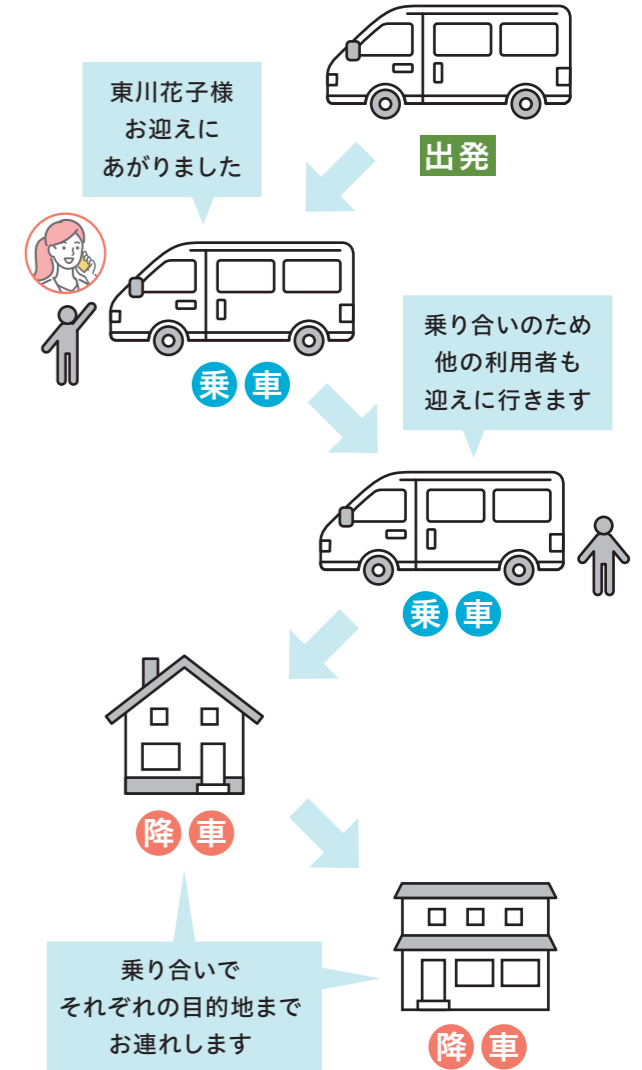 出発
東川花子様
お迎えに
あがりました
乗車
乗り合いのため
他の利用者も
迎えに行きます
乗車
降車
乗り合いで
それぞれの目的地まで
お連れします
降車